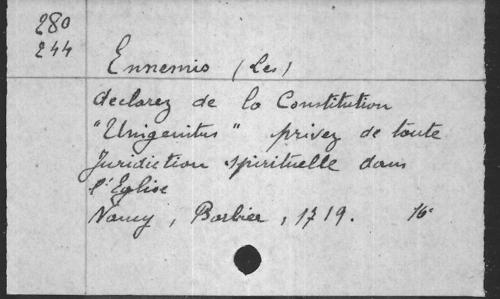 280
244
Ennemis (Les)
declarez de la Constitution
"Unigenitus" privez de toute
Juridiction spirituelle dans
l'Eglise
Nancy, Barbier, 1719. 16°